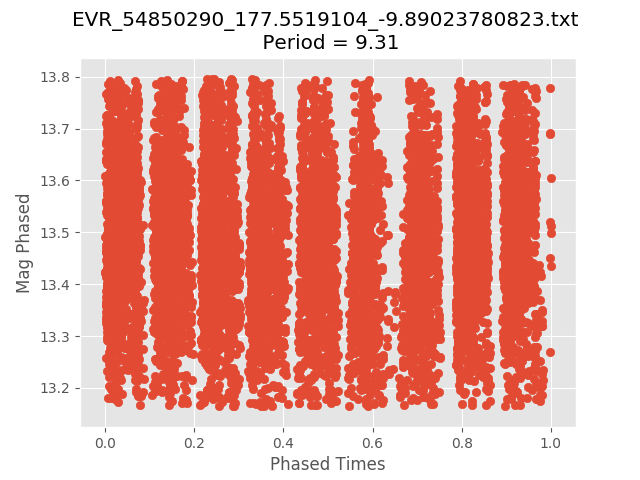 EVR_54850290_177.5519104_-9.89023780823.txt
Period = 9.31
13.8
13.7
13.6
13.5
13.4
13.3
13.2
Mag Phased
0.0 0.2 0.4 0.6 0.8 1.0
Phased Times